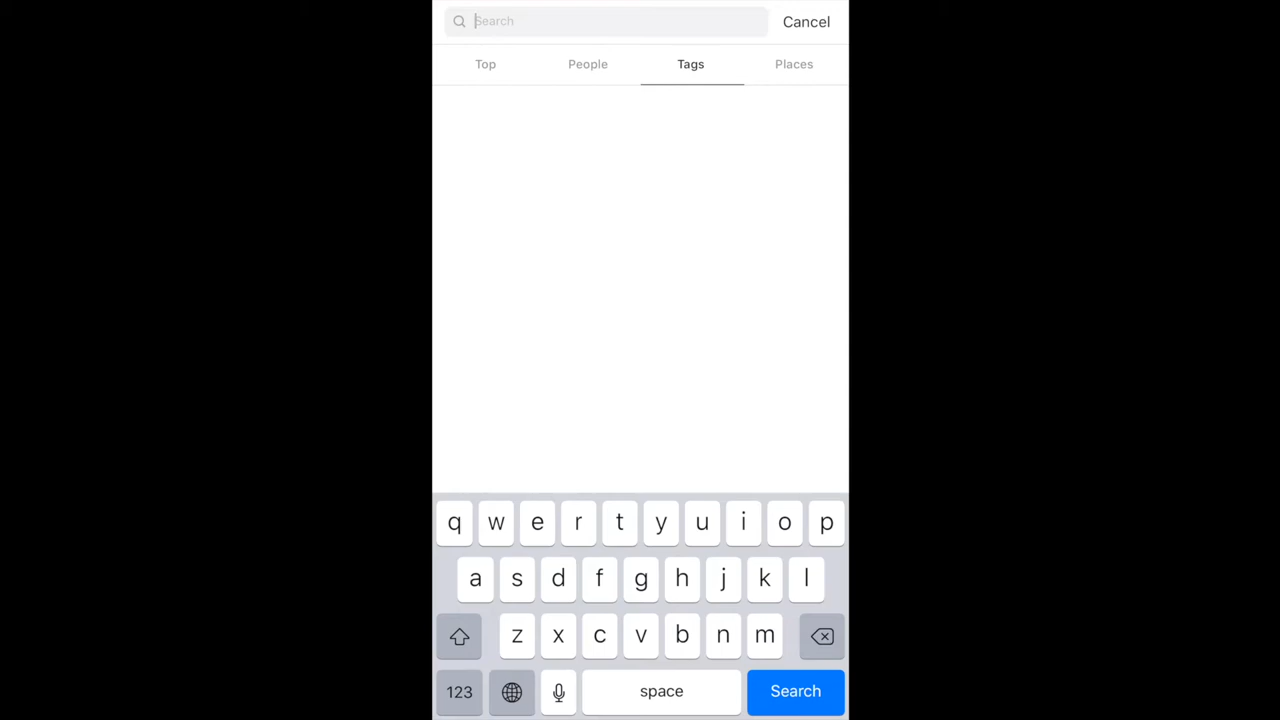 Search Cancel
Top People Tags Places
q w e r t y u i o p
a s d f g h j k l
z x c v b n m
123 space Search